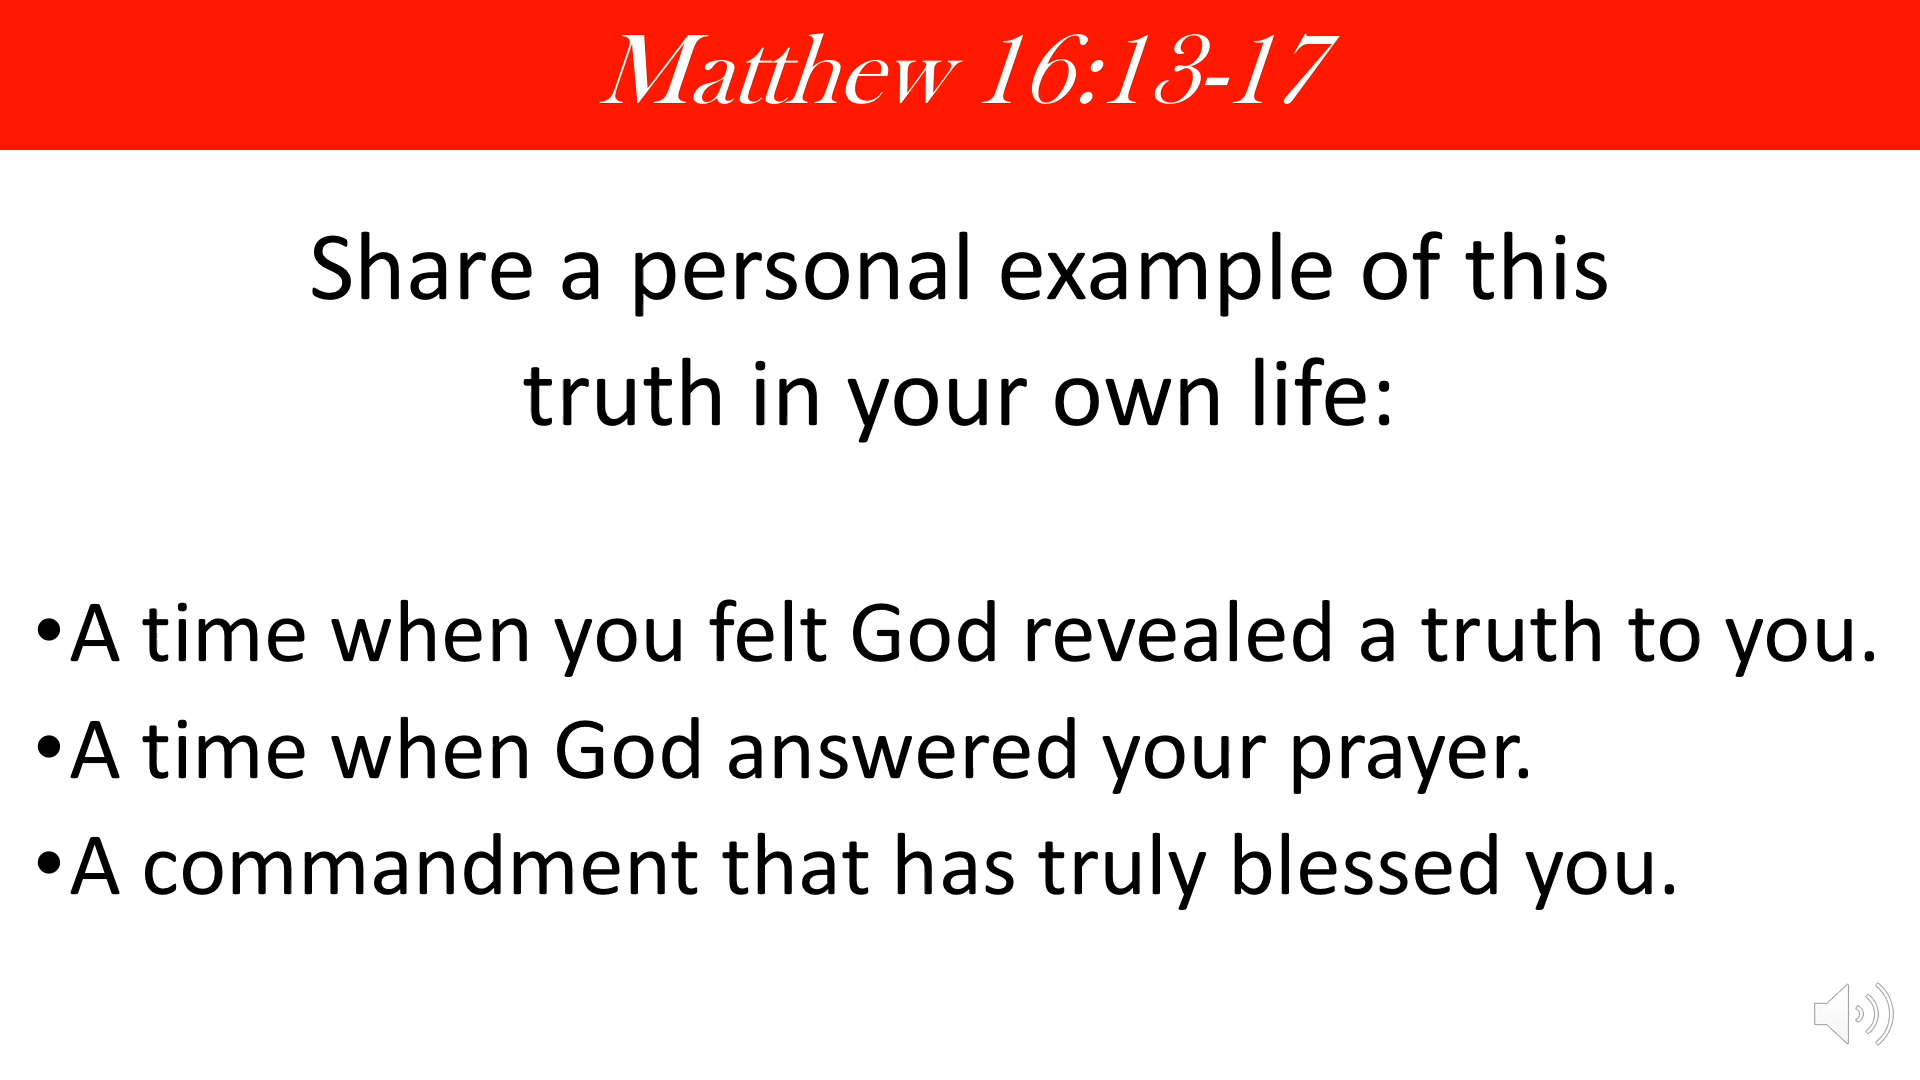 Matthew 16:13-17
Share a personal example of this
truth in your own life:
•A time when you felt God revealed a truth to you.
•A time when God answered your prayer.
•A commandment that has truly blessed you.